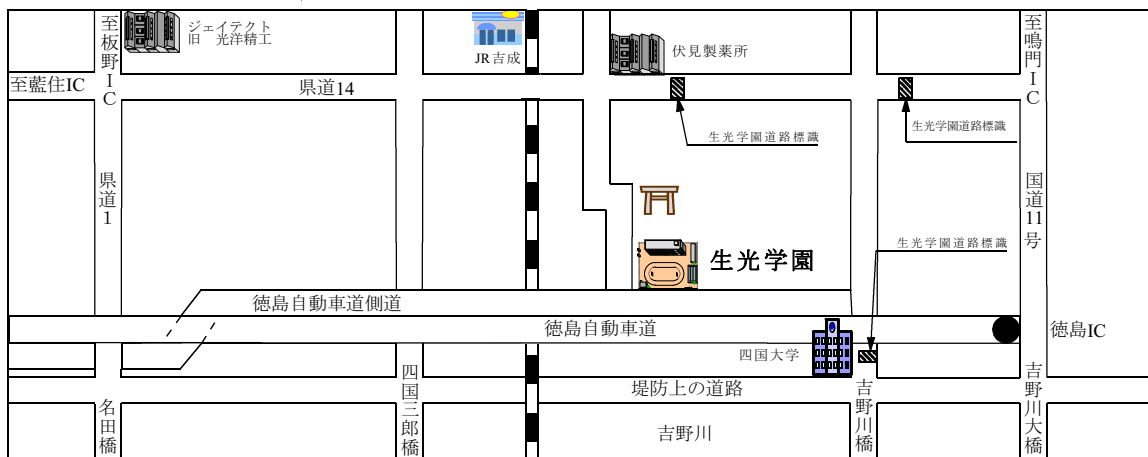 至板野IC
ジェイテクト
旧 光洋精工
JR吉成
伏見製薬所
至鳴門IC
至藍住IC
県道14
生光学園道路標識
生光学園道路標識
県道1
国道11号
生光学園道路標識
生光学園
徳島自動車道側道
徳島自動車道
徳島IC
四国大学
四国三郎橋
堤防上の道路
吉野川橋
吉野川大橋
名田橋
吉野川